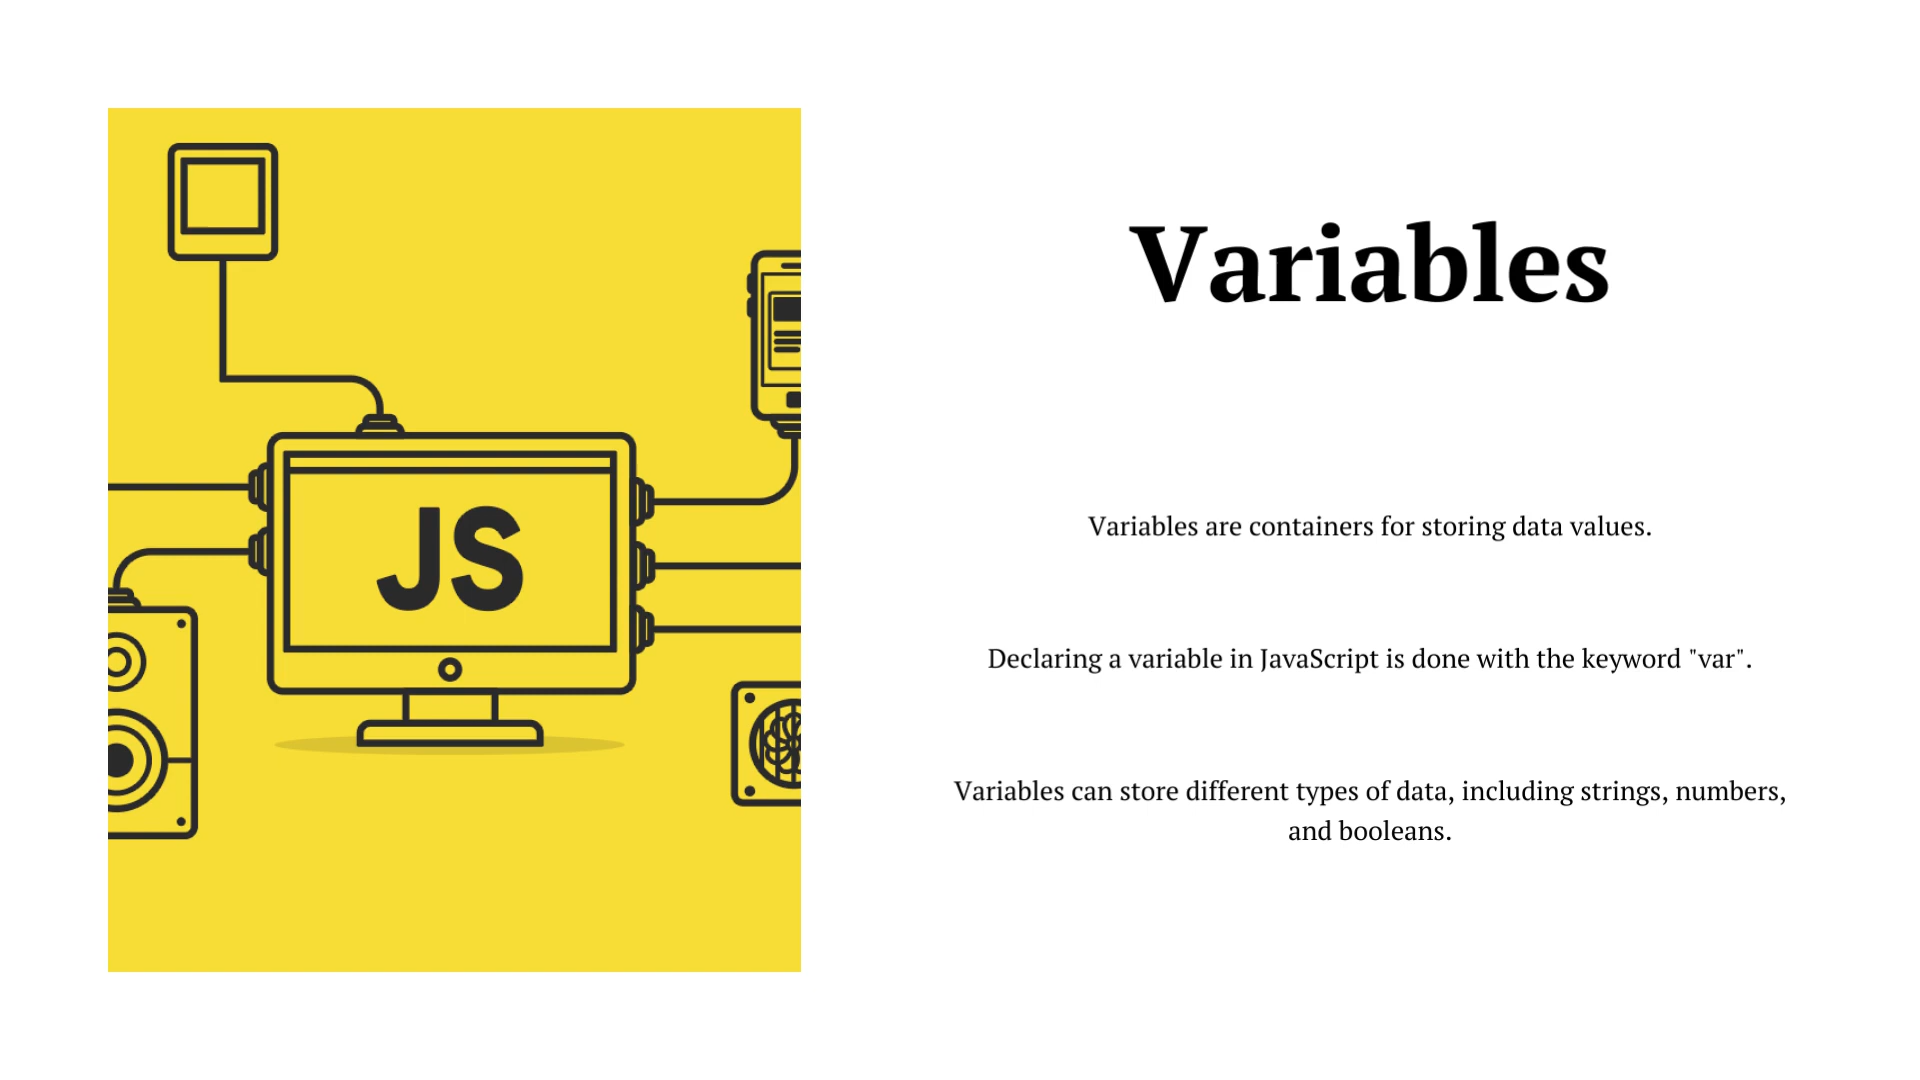 JS
Variables
Variables are containers for storing data values.
Declaring a variable in JavaScript is done with the keyword "var".
Variables can store different types of data, including strings, numbers,
and booleans.